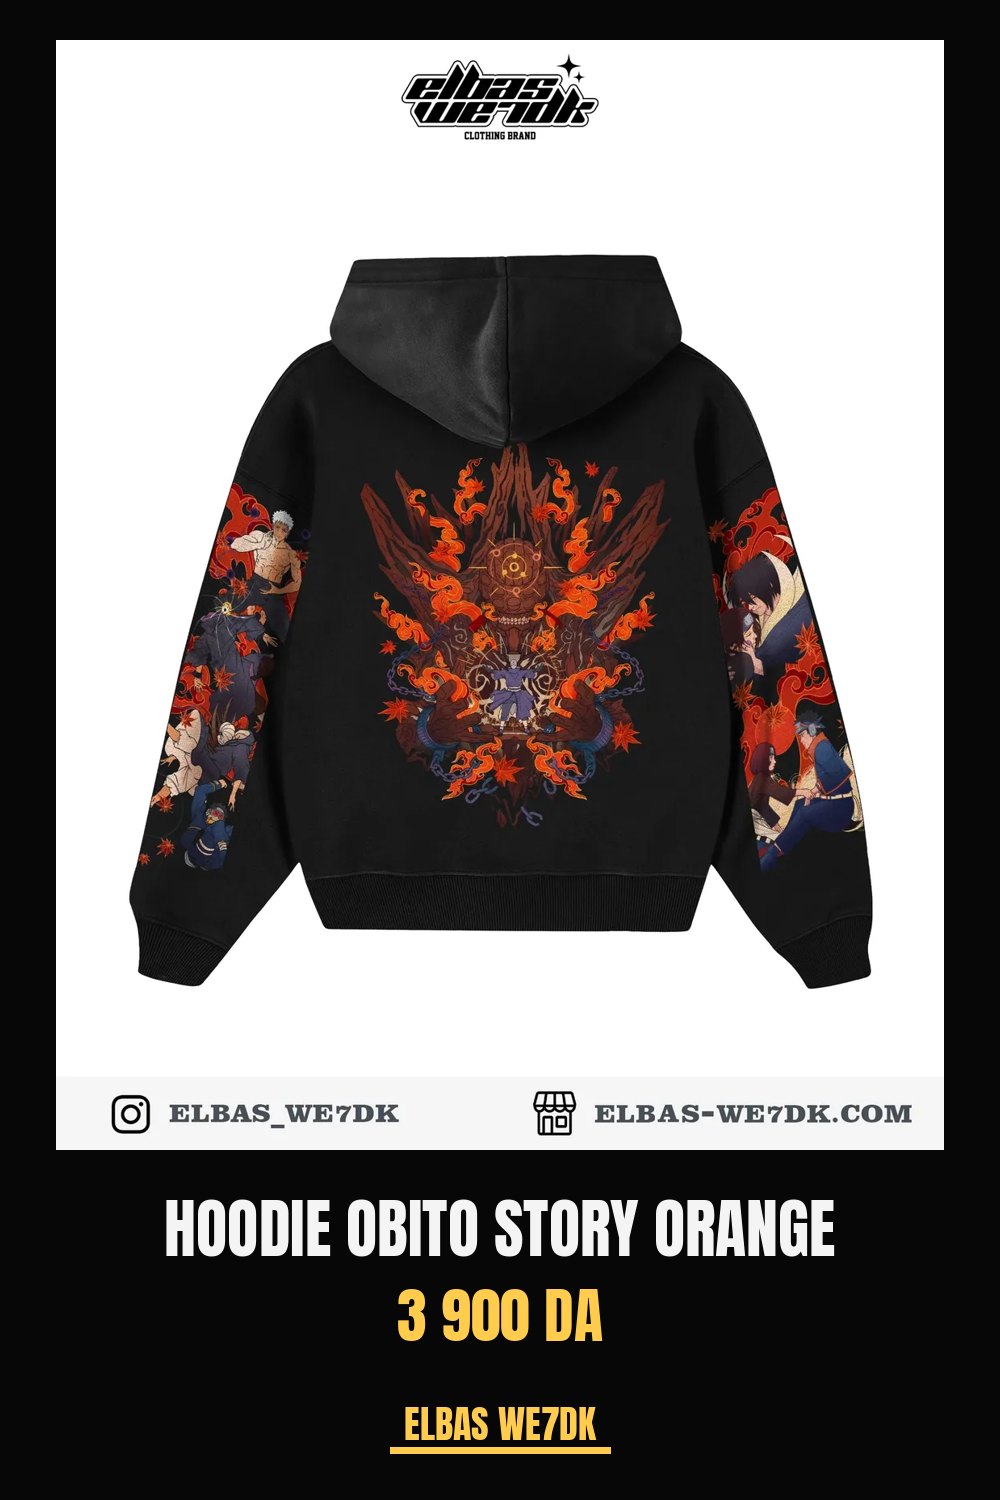 elbas
we7dk
CLOTHING BRAND
ELBAS_WE7DK
ELBAS-WE7DK.COM
HOODIE OBITO STORY ORANGE
3 900 DA
ELBAS WE7DK